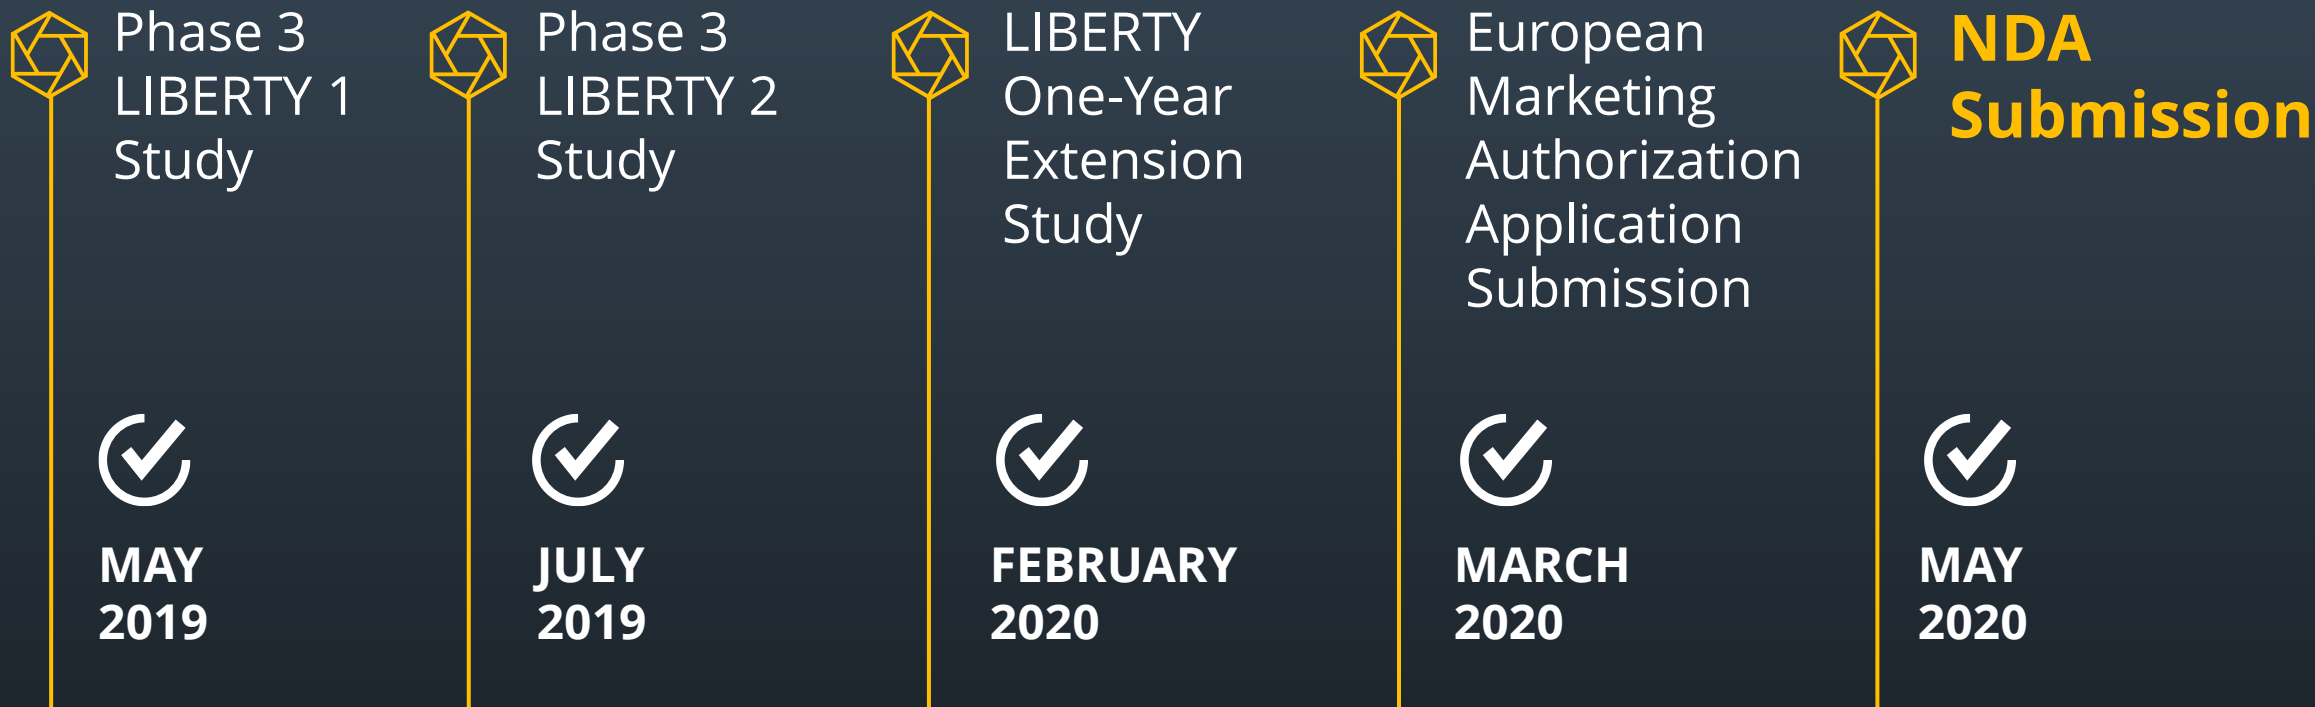 Phase 3
LIBERTY 1
Study
MAY
2019
Phase 3
LIBERTY 2
Study
JULY
2019
LIBERTY
One-Year
Extension
Study
FEBRUARY
2020
European
Marketing
Authorization
Application
Submission
MARCH
2020
NDA
Submission
MAY
2020